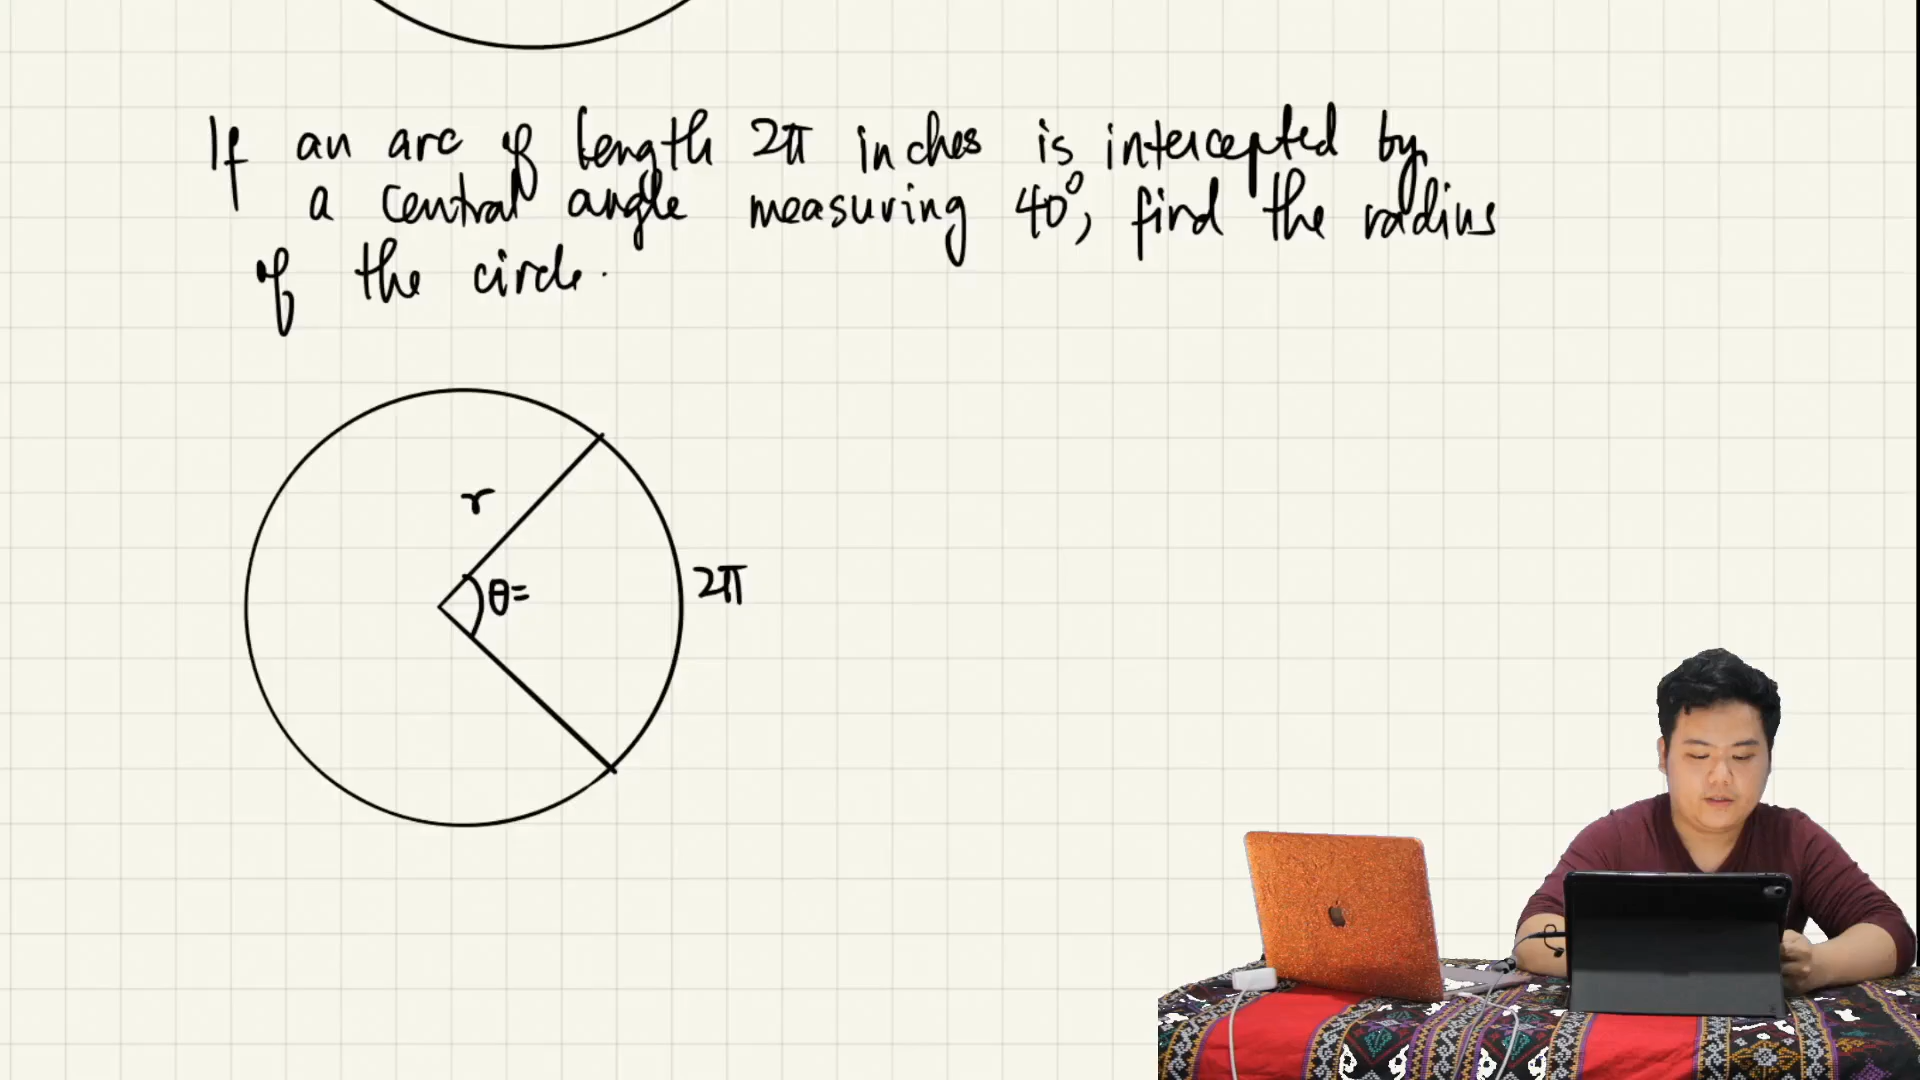 If an arc of length 2π inches is intercepted by
a central angle measuring 40°, find the radius
of the circle.
r
θ=
2π